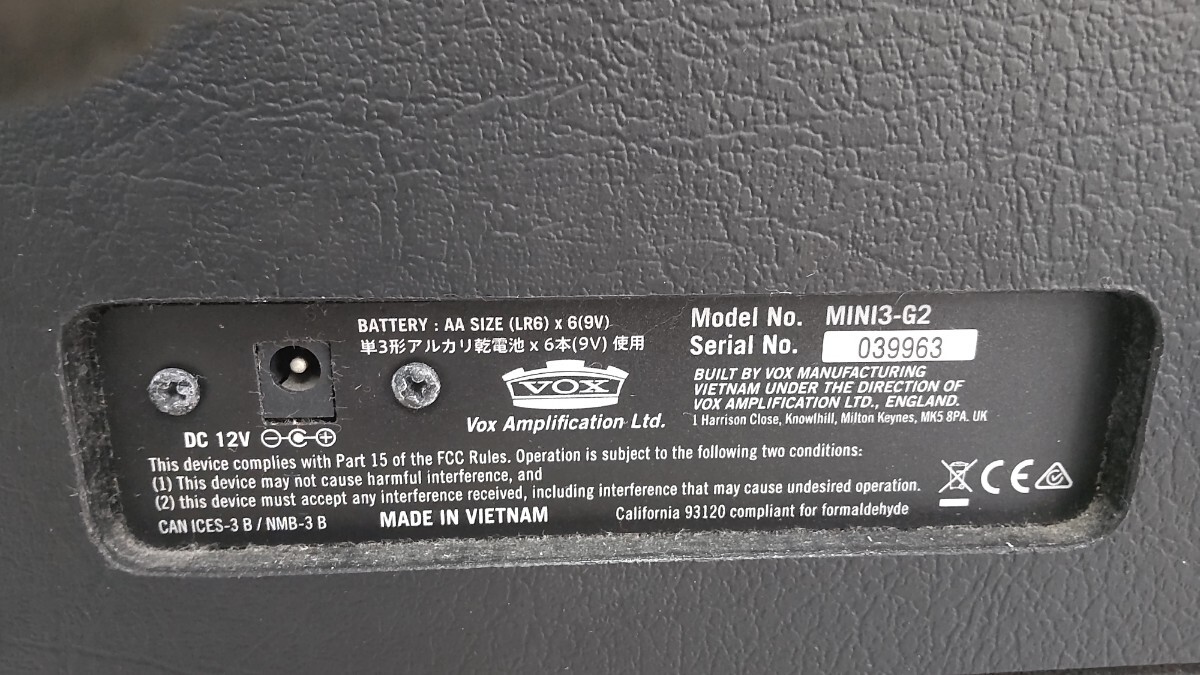 BATTERY : AA SIZE (LR6) x 6(9V)
単3形アルカリ乾電池 x 6本(9V) 使用
VOX
Vox Amplification Ltd.
Model No. MINI3-G2
Serial No. 039963
BUILT BY VOX MANUFACTURING
VIETNAM UNDER THE DIRECTION OF
VOX AMPLIFICATION LTD., ENGLAND.
1 Harrison Close, Knowlhill, Milton Keynes, MK5 8PA. UK
DC 12V
This device complies with Part 15 of the FCC Rules. Operation is subject to the following two conditions:
(1) This device may not cause harmful interference, and
(2) this device must accept any interference received, including interference that may cause undesired operation.
CE
CAN ICES-3 B / NMB-3 B
MADE IN VIETNAM
California 93120 compliant for formaldehyde